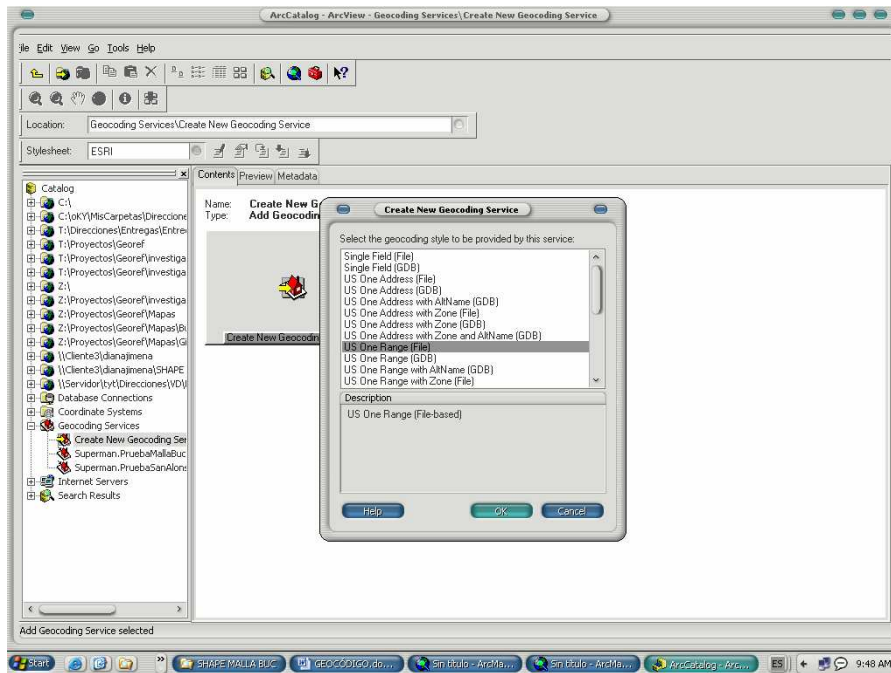 ArcCatalog - ArcView - Geocoding Services\Create New Geocoding Service
ile Edit View Go Tools Help
Location: Geocoding Services\Create New Geocoding Service
Stylesheet: ESRI
Catalog
C:\
C:\oKY\MisCarpetas\Direccione
T:\Direcciones\Entregas\Entre
T:\Proyectos\Georef
T:\Proyectos\Georef\investiga
T:\Proyectos\Georef\investiga
Z:\
Z:\Proyectos\Georef\investiga
Z:\Proyectos\Georef\Mapas
Z:\Proyectos\Georef\Mapas\Bu
Z:\Proyectos\Georef\Mapas\G
\\Cliente3\dianajimena
\\Cliente3\dianajimena\SHAPE
\\Servidor\tyt\Direcciones\VD\
Database Connections
Coordinate Systems
Geocoding Services
Create New Geocoding Ser
Superman.PruebaMallaBuc
Superman.PruebaSanAlons
Internet Servers
Search Results
Contents Preview Metadata
Name: Create New G
Type: Add Geocodin
Create New Geocodin
Create New Geocoding Service
Select the geocoding style to be provided by this service:
Single Field (File)
Single Field (GDB)
US One Address (File)
US One Address (GDB)
US One Address with AltName (GDB)
US One Address with Zone (File)
US One Address with Zone (GDB)
US One Address with Zone and AltName (GDB)
US One Range (File)
US One Range (GDB)
US One Range with AltName (GDB)
US One Range with Zone (File)
Description
US One Range (File-based)
Help OK Cancel
Add Geocoding Service selected
Start SHAPE MALLA BUC GEOCODIGO.do... Sin título - ArcMa... Sin título - ArcMa... ArcCatalog - Arc... ES 9:48 AM